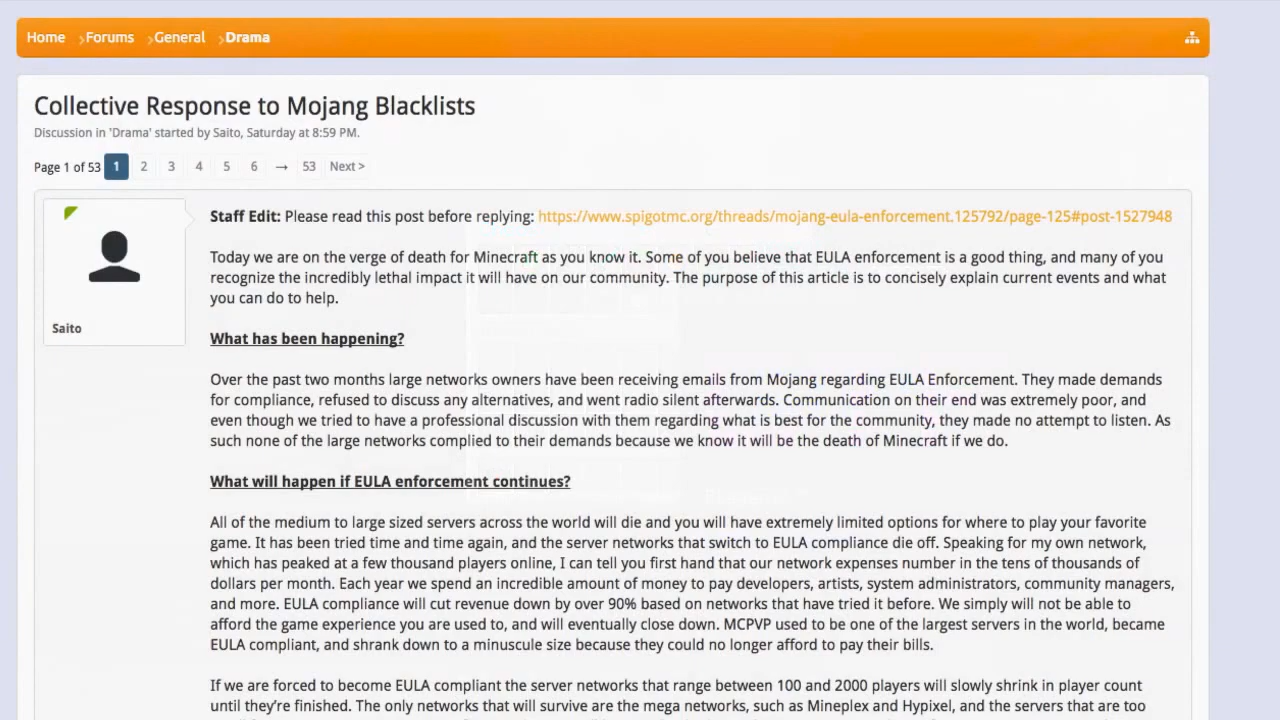 Home Forums General Drama
Collective Response to Mojang Blacklists
Discussion in 'Drama' started by Saito, Saturday at 8:59 PM.
Page 1 of 53 1 2 3 4 5 6 → 53 Next >
Staff Edit: Please read this post before replying: https://www.spigotmc.org/threads/mojang-eula-enforcement.125792/page-125#post-1527948
Today we are on the verge of death for Minecraft as you know it. Some of you believe that EULA enforcement is a good thing, and many of you
recognize the incredibly lethal impact it will have on our community. The purpose of this article is to concisely explain current events and what
you can do to help.
Saito
What has been happening?
Over the past two months large networks owners have been receiving emails from Mojang regarding EULA Enforcement. They made demands
for compliance, refused to discuss any alternatives, and went radio silent afterwards. Communication on their end was extremely poor, and
even though we tried to have a professional discussion with them regarding what is best for the community, they made no attempt to listen. As
such none of the large networks complied to their demands because we know it will be the death of Minecraft if we do.
What will happen if EULA enforcement continues?
All of the medium to large sized servers across the world will die and you will have extremely limited options for where to play your favorite
game. It has been tried time and time again, and the server networks that switch to EULA compliance die off. Speaking for my own network,
which has peaked at a few thousand players online, I can tell you first hand that our network expenses number in the tens of thousands of
dollars per month. Each year we spend an incredible amount of money to pay developers, artists, system administrators, community managers,
and more. EULA compliance will cut revenue down by over 90% based on networks that have tried it before. We simply will not be able to
afford the game experience you are used to, and will eventually close down. MCPVP used to be one of the largest servers in the world, became
EULA compliant, and shrank down to a minuscule size because they could no longer afford to pay their bills.
If we are forced to become EULA compliant the server networks that range between 100 and 2000 players will slowly shrink in player count
until they're finished. The only networks that will survive are the mega networks, such as Mineplex and Hypixel, and the servers that are too